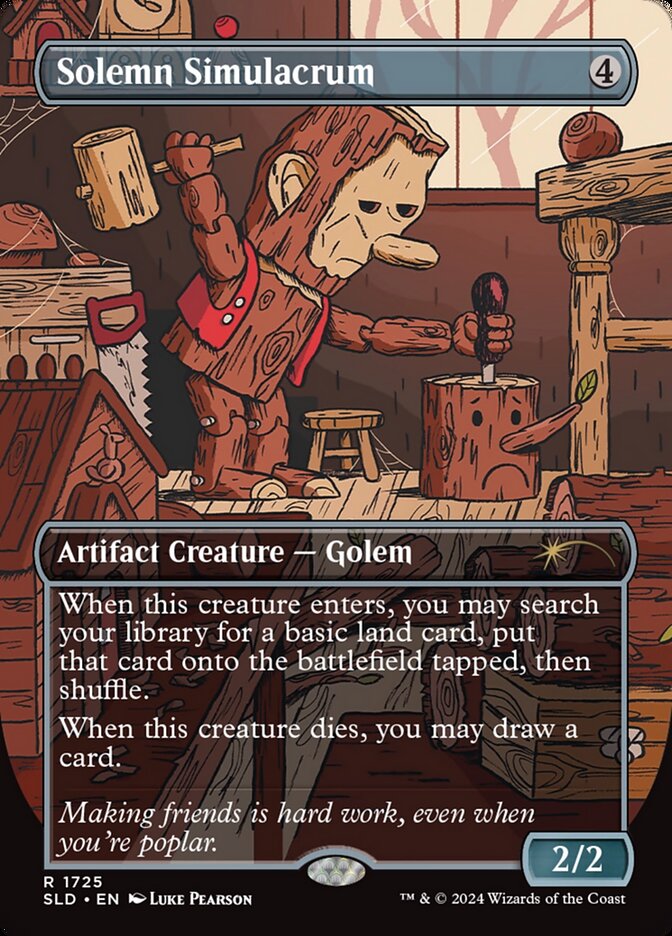 Solemn Simulacrum 4
Artifact Creature — Golem
When this creature enters, you may search
your library for a basic land card, put
that card onto the battlefield tapped, then
shuffle.
When this creature dies, you may draw a
card.
Making friends is hard work, even when
you're poplar.
2/2
R 1725
SLD • EN Luke Pearson
™ & © 2024 Wizards of the Coast